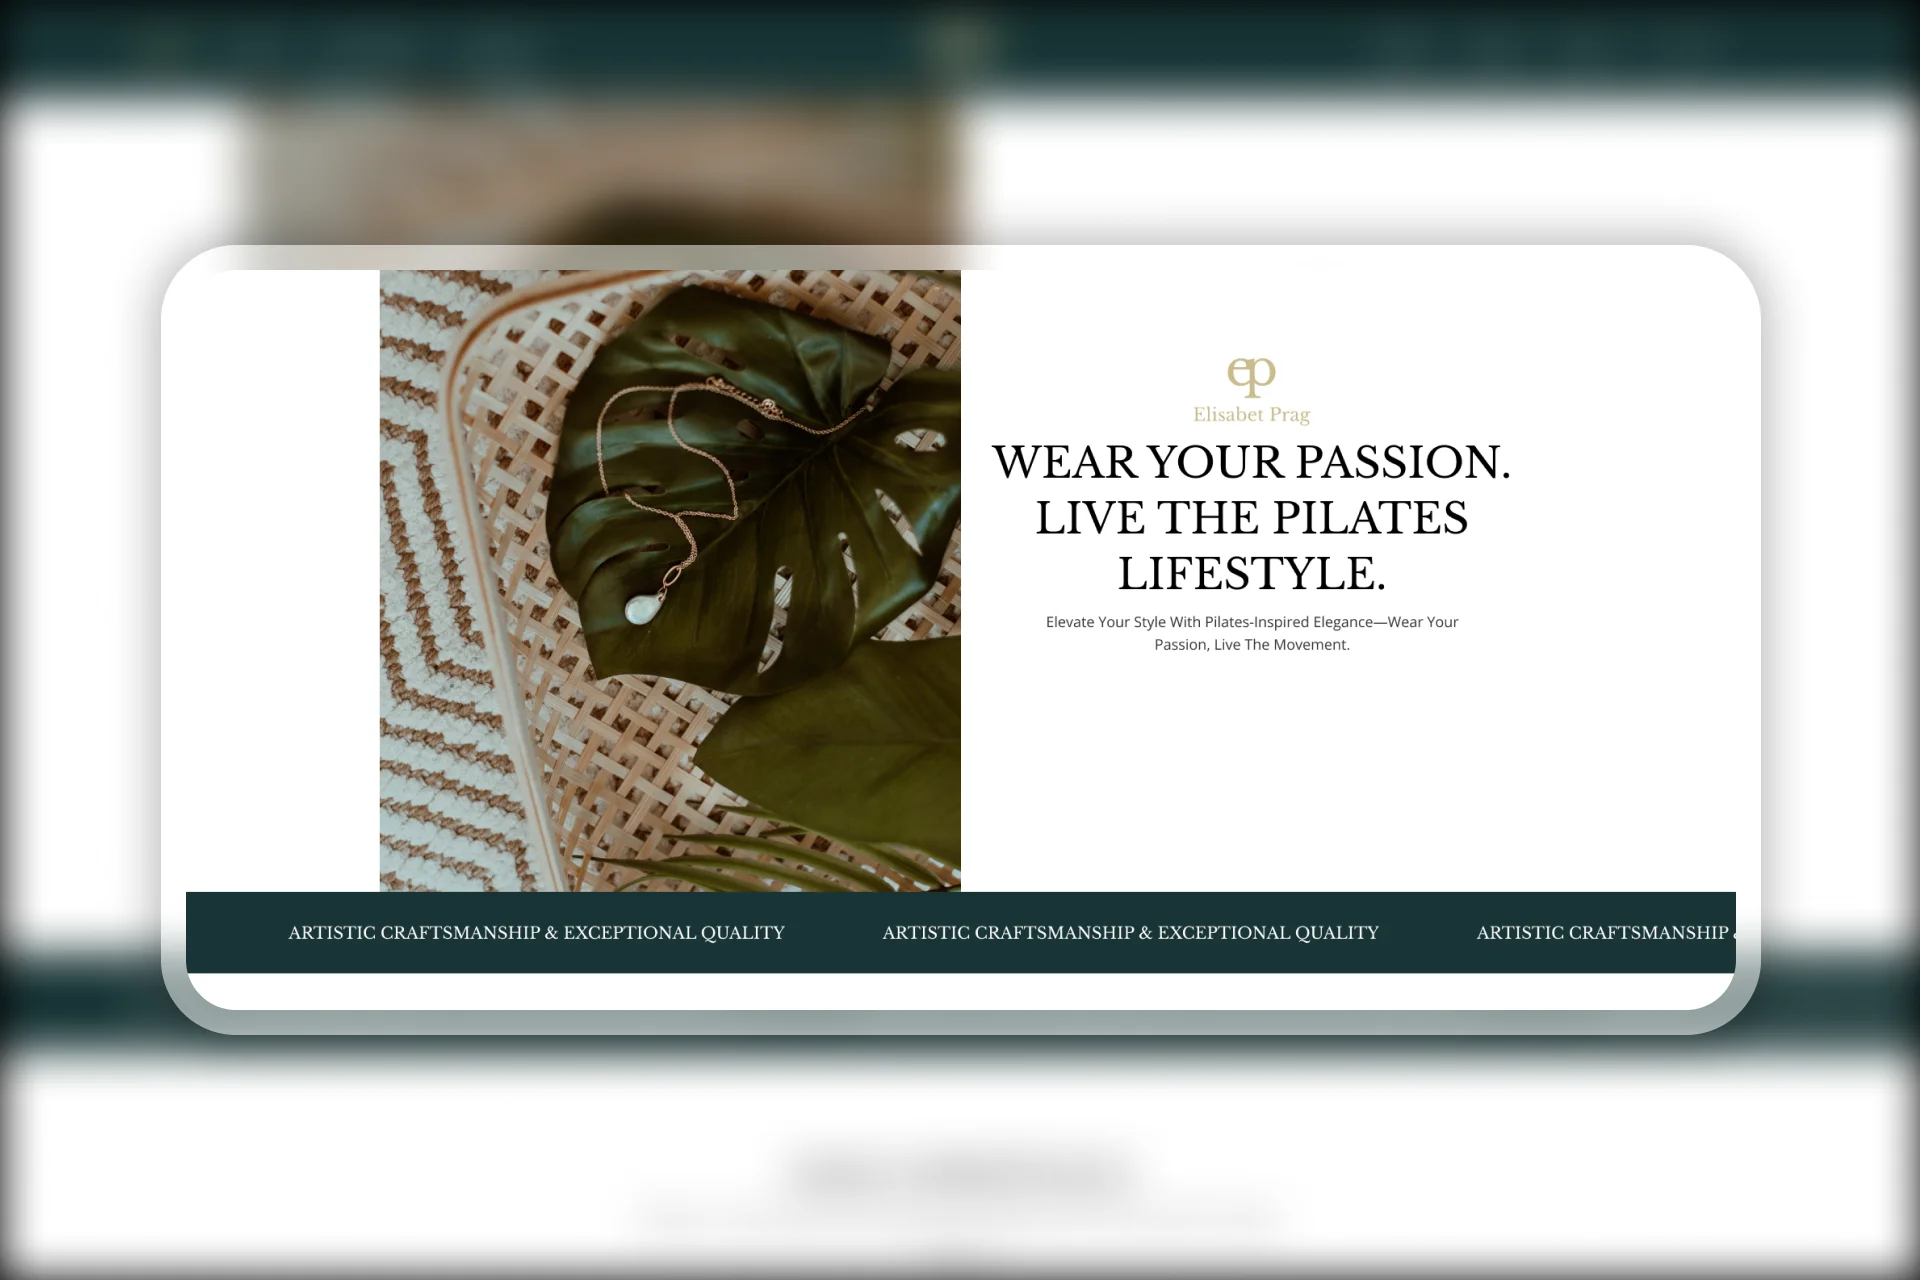 ep
Elisabet Prag
WEAR YOUR PASSION.
LIVE THE PILATES
LIFESTYLE.
Elevate Your Style With Pilates-Inspired Elegance—Wear Your
Passion, Live The Movement.
ARTISTIC CRAFTSMANSHIP & EXCEPTIONAL QUALITY ARTISTIC CRAFTSMANSHIP & EXCEPTIONAL QUALITY ARTISTIC CRAFTSMANSHIP &